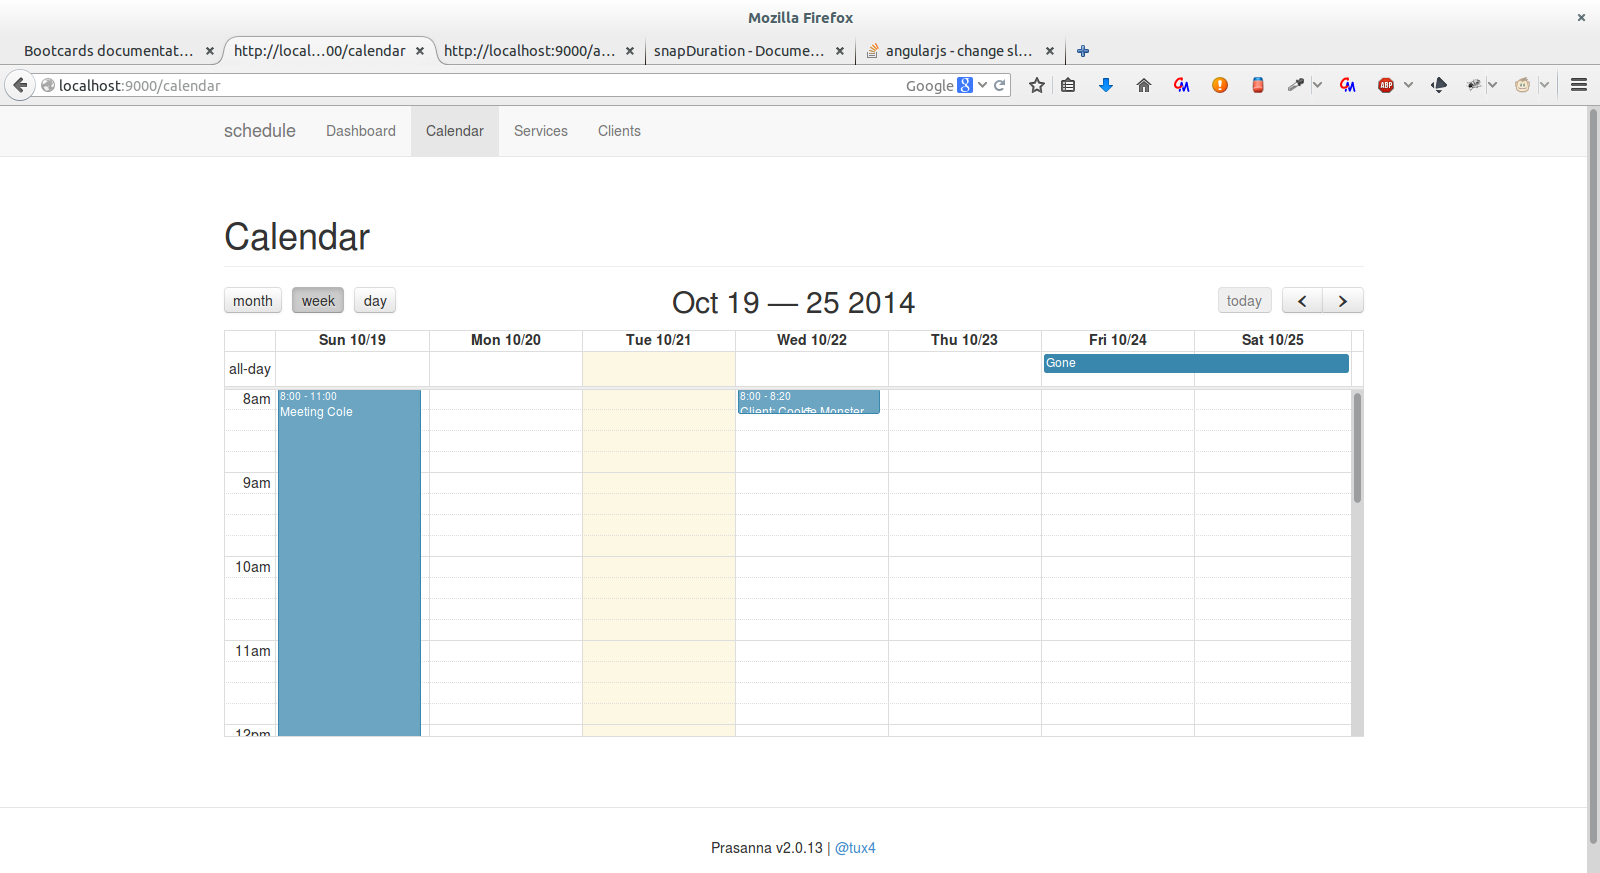 Mozilla Firefox
Bootcards documentat...
http://local...00/calendar
http://localhost:9000/a...
snapDuration - Docume...
angularjs - change sl...
localhost:9000/calendar
Google
8
ABP
schedule
Dashboard
Calendar
Services
Clients
Calendar
month
week
day
Oct 19 — 25 2014
today
Sun 10/19
Mon 10/20
Tue 10/21
Wed 10/22
Thu 10/23
Fri 10/24
Sat 10/25
all-day
Gone
8am
8:00 - 11:00
Meeting Cole
8:00 - 8:20
Client: Cookie Monster
9am
10am
11am
12pm
Prasanna v2.0.13 | @tux4